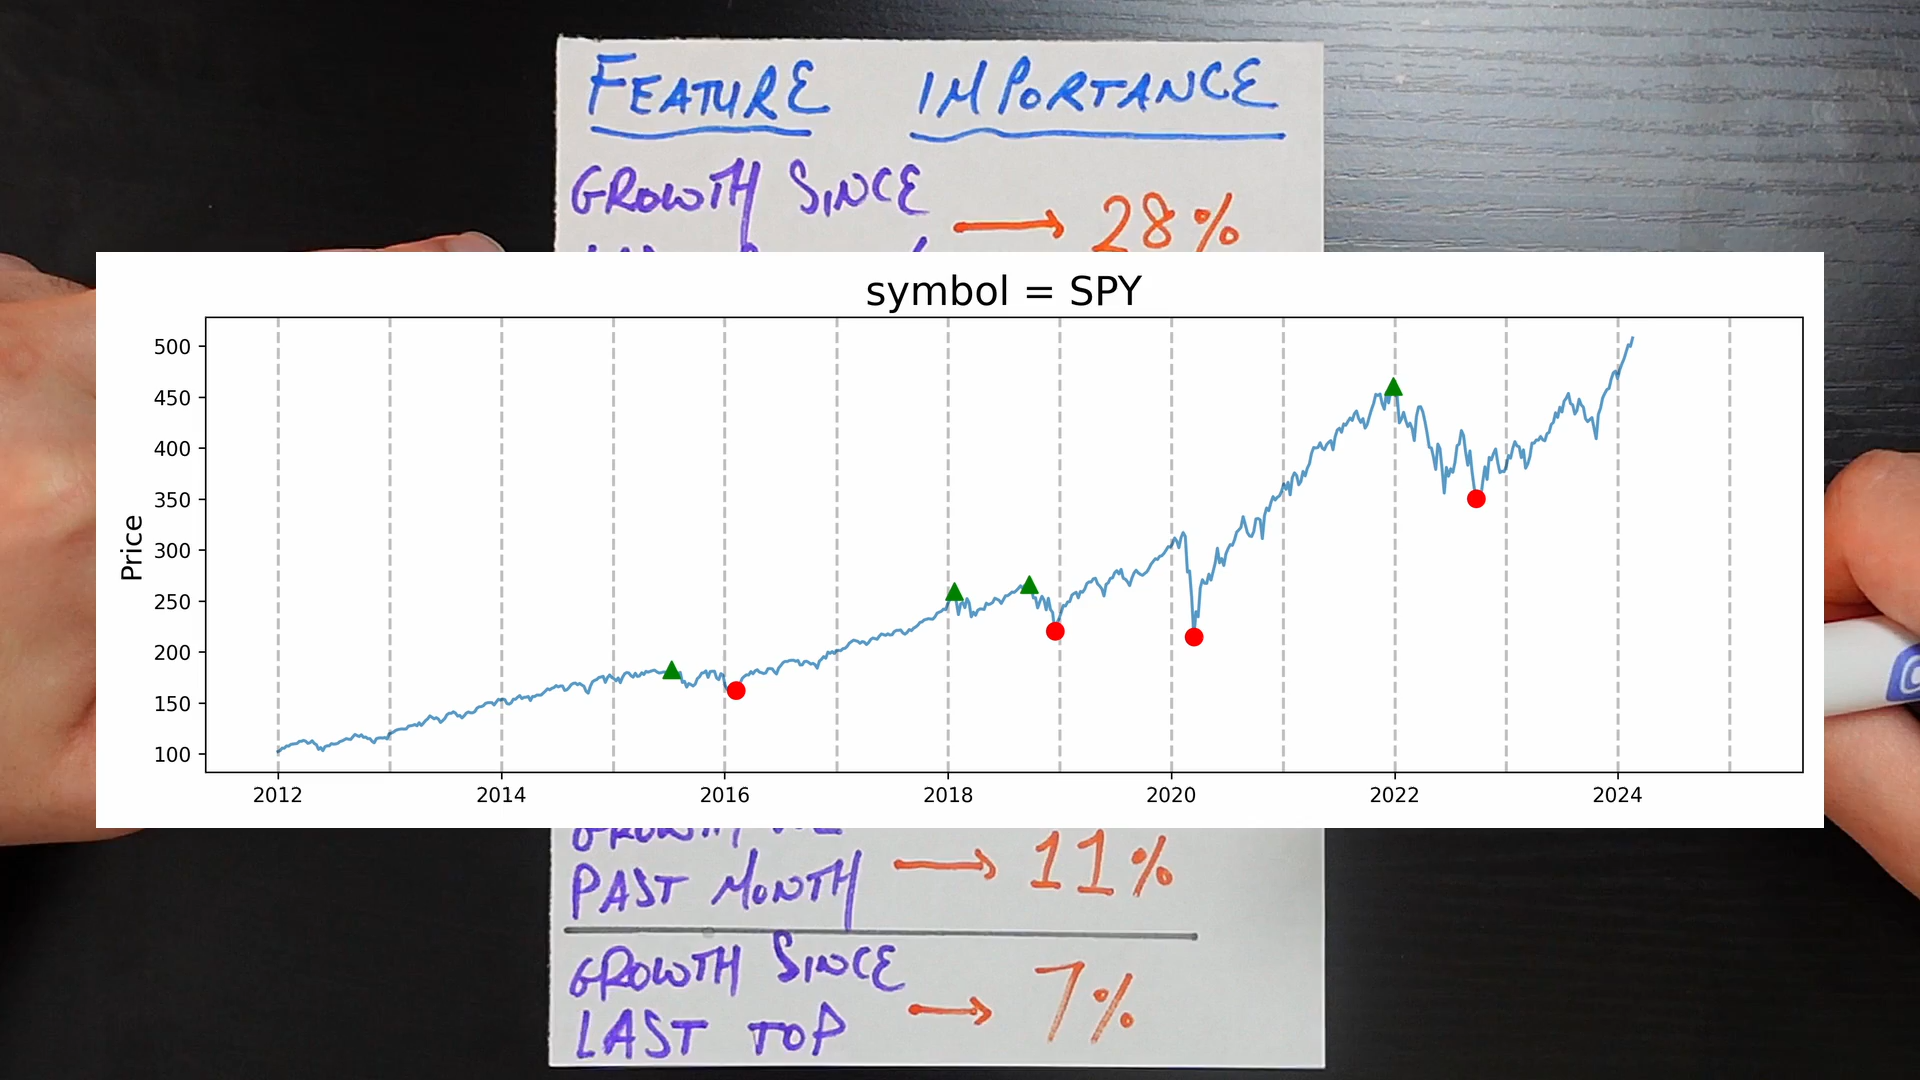 FEATURE IMPORTANCE
GROWTH SINCE
28%
symbol = SPY
Price
500
450
400
350
300
250
200
150
100
2012 2014 2016 2018 2020 2022 2024
PAST MONTH
11%
GROWTH SINCE
7%
LAST TOP